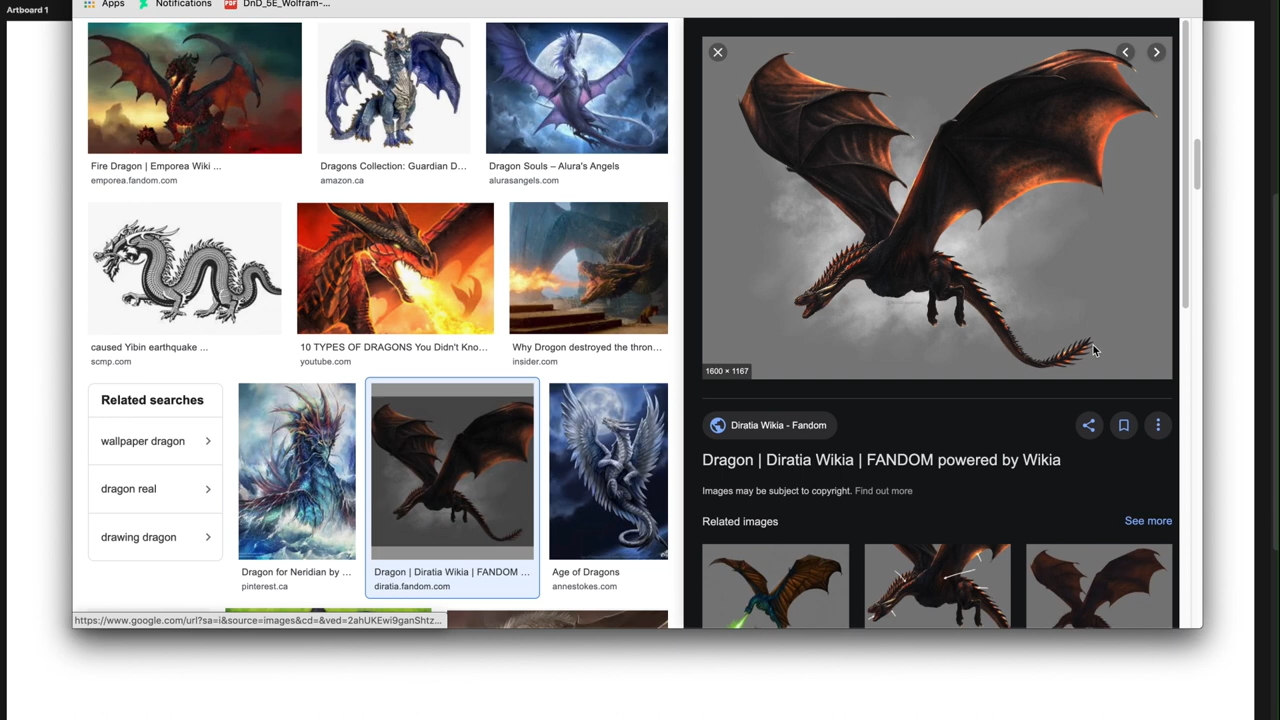 Artboard 1
Apps
Notifications
PDF
DnD_5E_Wolfram-...
Fire Dragon | Emporea Wiki ...
emporea.fandom.com
Dragons Collection: Guardian D...
amazon.ca
Dragon Souls – Alura's Angels
alurasangels.com
caused Yibin earthquake ...
scmp.com
10 TYPES OF DRAGONS You Didn't Kno...
youtube.com
Why Drogon destroyed the thron...
insider.com
Related searches
wallpaper dragon
dragon real
drawing dragon
Dragon for Neridian by ...
pinterest.ca
Dragon | Diratia Wikia | FANDOM ...
diratia.fandom.com
Age of Dragons
annestokes.com
https://www.google.com/url?sa=i&source=images&cd=&ved=2ahUKEwi9ganShtz...
1600 × 1167
Diratia Wikia - Fandom
Dragon | Diratia Wikia | FANDOM powered by Wikia
Images may be subject to copyright. Find out more
Related images
See more